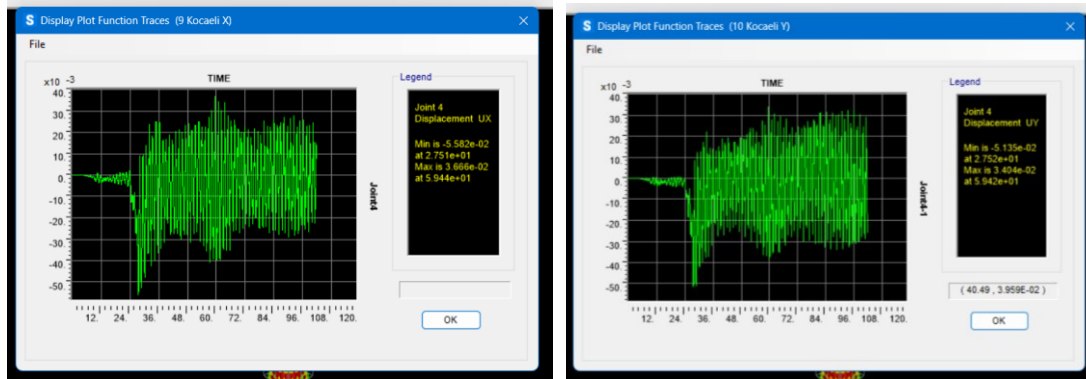 S Display Plot Function Traces (9 Kocaeli X)
File
x10 -3
TIME
40.
30.
20.
10.
0.
-10.
-20.
-30.
-40.
-50.
12. 24. 36. 48. 60. 72. 84. 96. 108. 120.
Joint4
Legend
Joint 4
Displacement UX
Min is -5.582e-02
at 2.751e+01
Max is 3.666e-02
at 5.944e+01
OK
S Display Plot Function Traces (10 Kocaeli Y)
File
x10 -3
TIME
40.
30.
20.
10.
0.
-10.
-20.
-30.
-40.
-50.
12. 24. 36. 48. 60. 72. 84. 96. 108. 120.
Joint4-1
Legend
Joint 4
Displacement UY
Min is -5.135e-02
at 2.752e+01
Max is 3.404e-02
at 5.942e+01
( 40.49 , 3.959E-02 )
OK